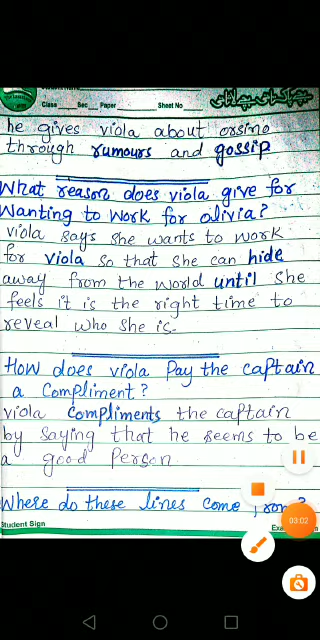 Class Sec Paper Sheet No
he gives viola about orsino
through rumours and gossip
What reason does viola give for
wanting to work for olivia?
viola says she wants to work
for viola so that she can hide
away from the world until she
feels it is the right time to
reveal who she is.
How does viola Pay the captain
a compliment?
viola compliments the captain
by saying that he seems to be
a good Person
Where do these lines come
Student Sign
03:02